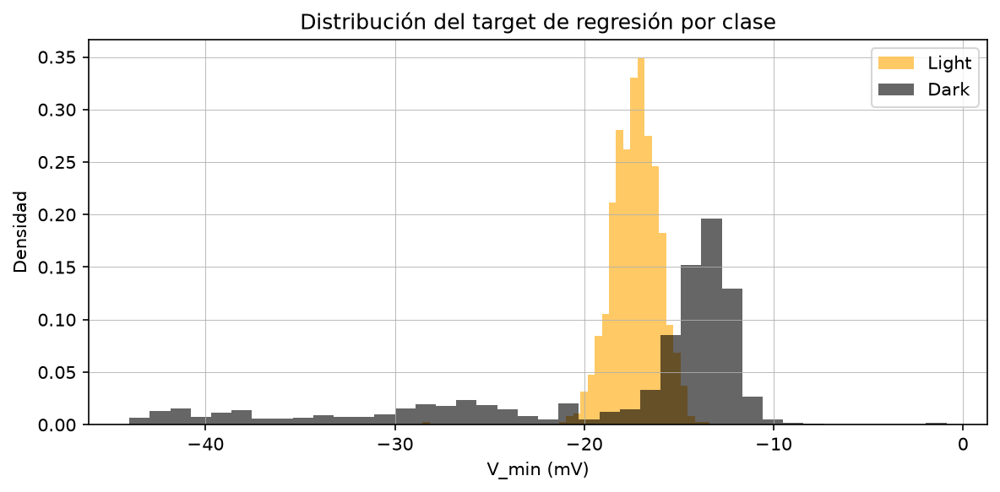 Distribución del target de regresión por clase
Light
Dark
0.35
0.30
0.25
0.20
0.15
0.10
0.05
0.00
Densidad
−40
−30
−20
−10
0
V_min (mV)